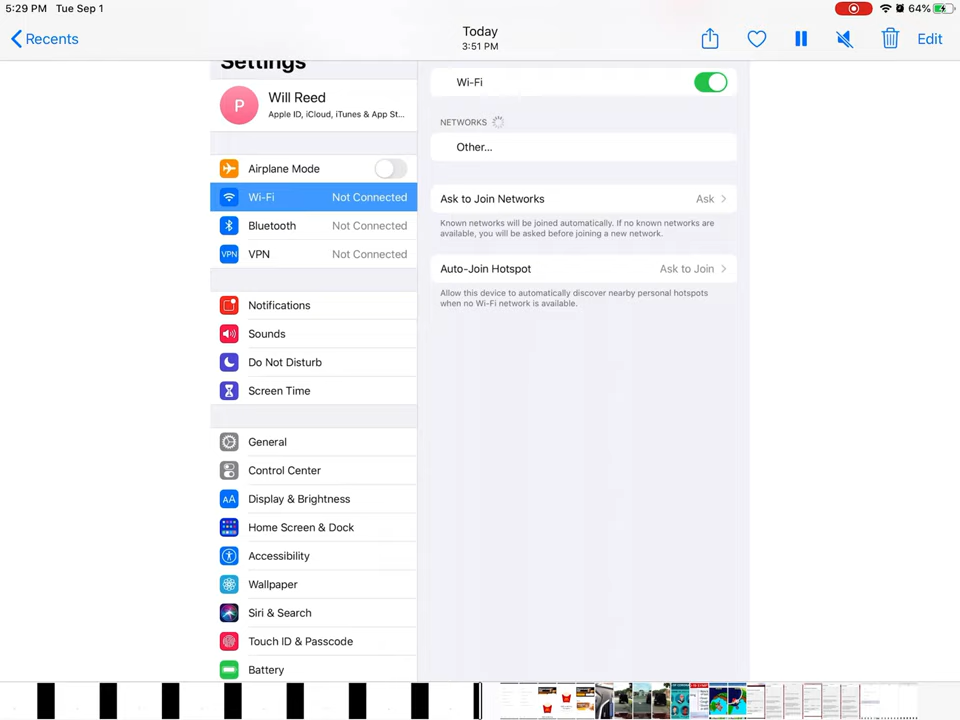 5:29 PM Tue Sep 1
64%
Recents
Today
3:51 PM
Edit
Settings
P
Will Reed
Apple ID, iCloud, iTunes & App St...
Airplane Mode
Wi-Fi Not Connected
Bluetooth Not Connected
VPN VPN Not Connected
Notifications
Sounds
Do Not Disturb
Screen Time
General
Control Center
AA Display & Brightness
Home Screen & Dock
Accessibility
Wallpaper
Siri & Search
Touch ID & Passcode
Battery
Wi-Fi
NETWORKS
Other...
Ask to Join Networks Ask
Known networks will be joined automatically. If no known networks are
available, you will be asked before joining a new network.
Auto-Join Hotspot Ask to Join
Allow this device to automatically discover nearby personal hotspots
when no Wi-Fi network is available.